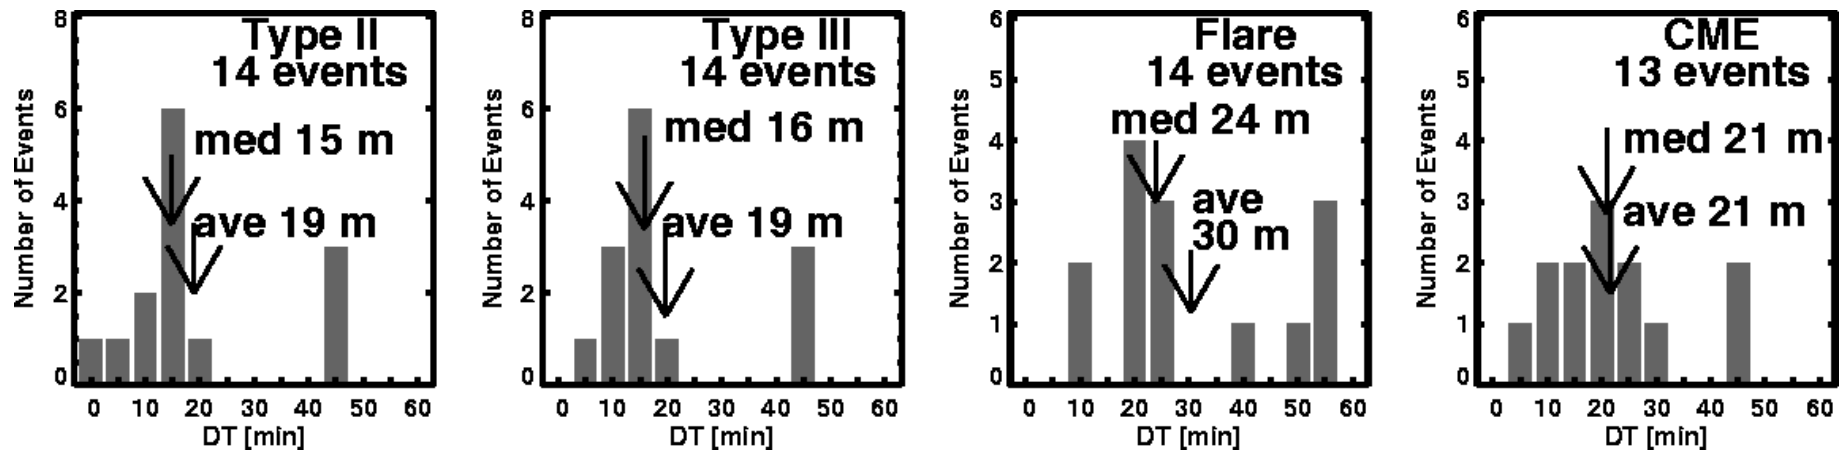 Type II
14 events
med 15 m
ave 19 m
8
6
4
2
0
Number of Events
0 10 20 30 40 50 60
DT [min]
Type III
14 events
med 16 m
ave 19 m
8
6
4
2
0
Number of Events
0 10 20 30 40 50 60
DT [min]
Flare
14 events
med 24 m
ave
30 m
6
5
4
3
2
1
0
Number of Events
0 10 20 30 40 50 60
DT [min]
CME
13 events
med 21 m
ave 21 m
6
5
4
3
2
1
0
Number of Events
0 10 20 30 40 50 60
DT [min]